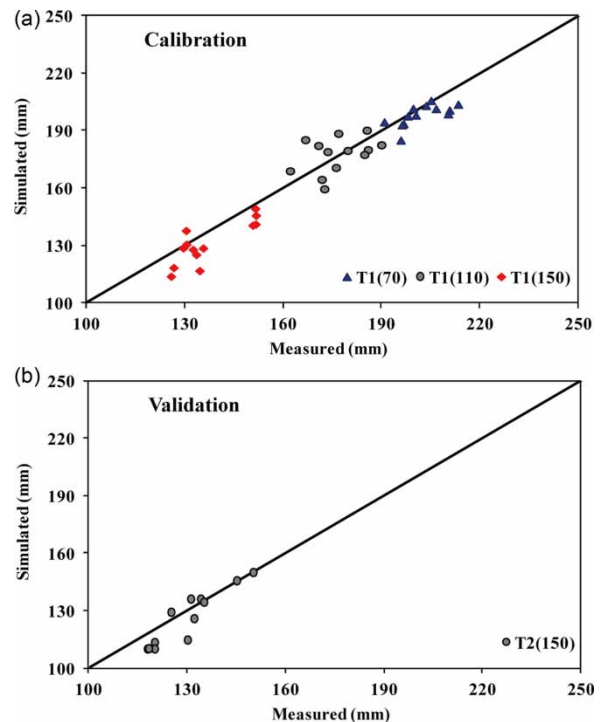 (a)
Calibration
250
220
190
160
130
100
Simulated (mm)
T1(70) T1(110) T1(150)
100 130 160 190 220 250
Measured (mm)
(b)
Validation
250
220
190
160
130
100
Simulated (mm)
T2(150)
100 130 160 190 220 250
Measured (mm)